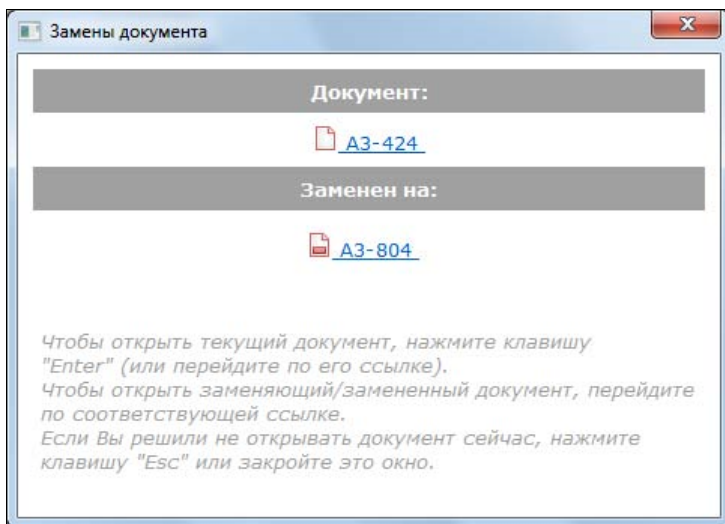 Замены документа
Документ:
А3-424
Заменен на:
А3-804
Чтобы открыть текущий документ, нажмите клавишу
"Enter" (или перейдите по его ссылке).
Чтобы открыть заменяющий/замененный документ, перейдите
по соответствующей ссылке.
Если Вы решили не открывать документ сейчас, нажмите
клавишу "Esc" или закройте это окно.